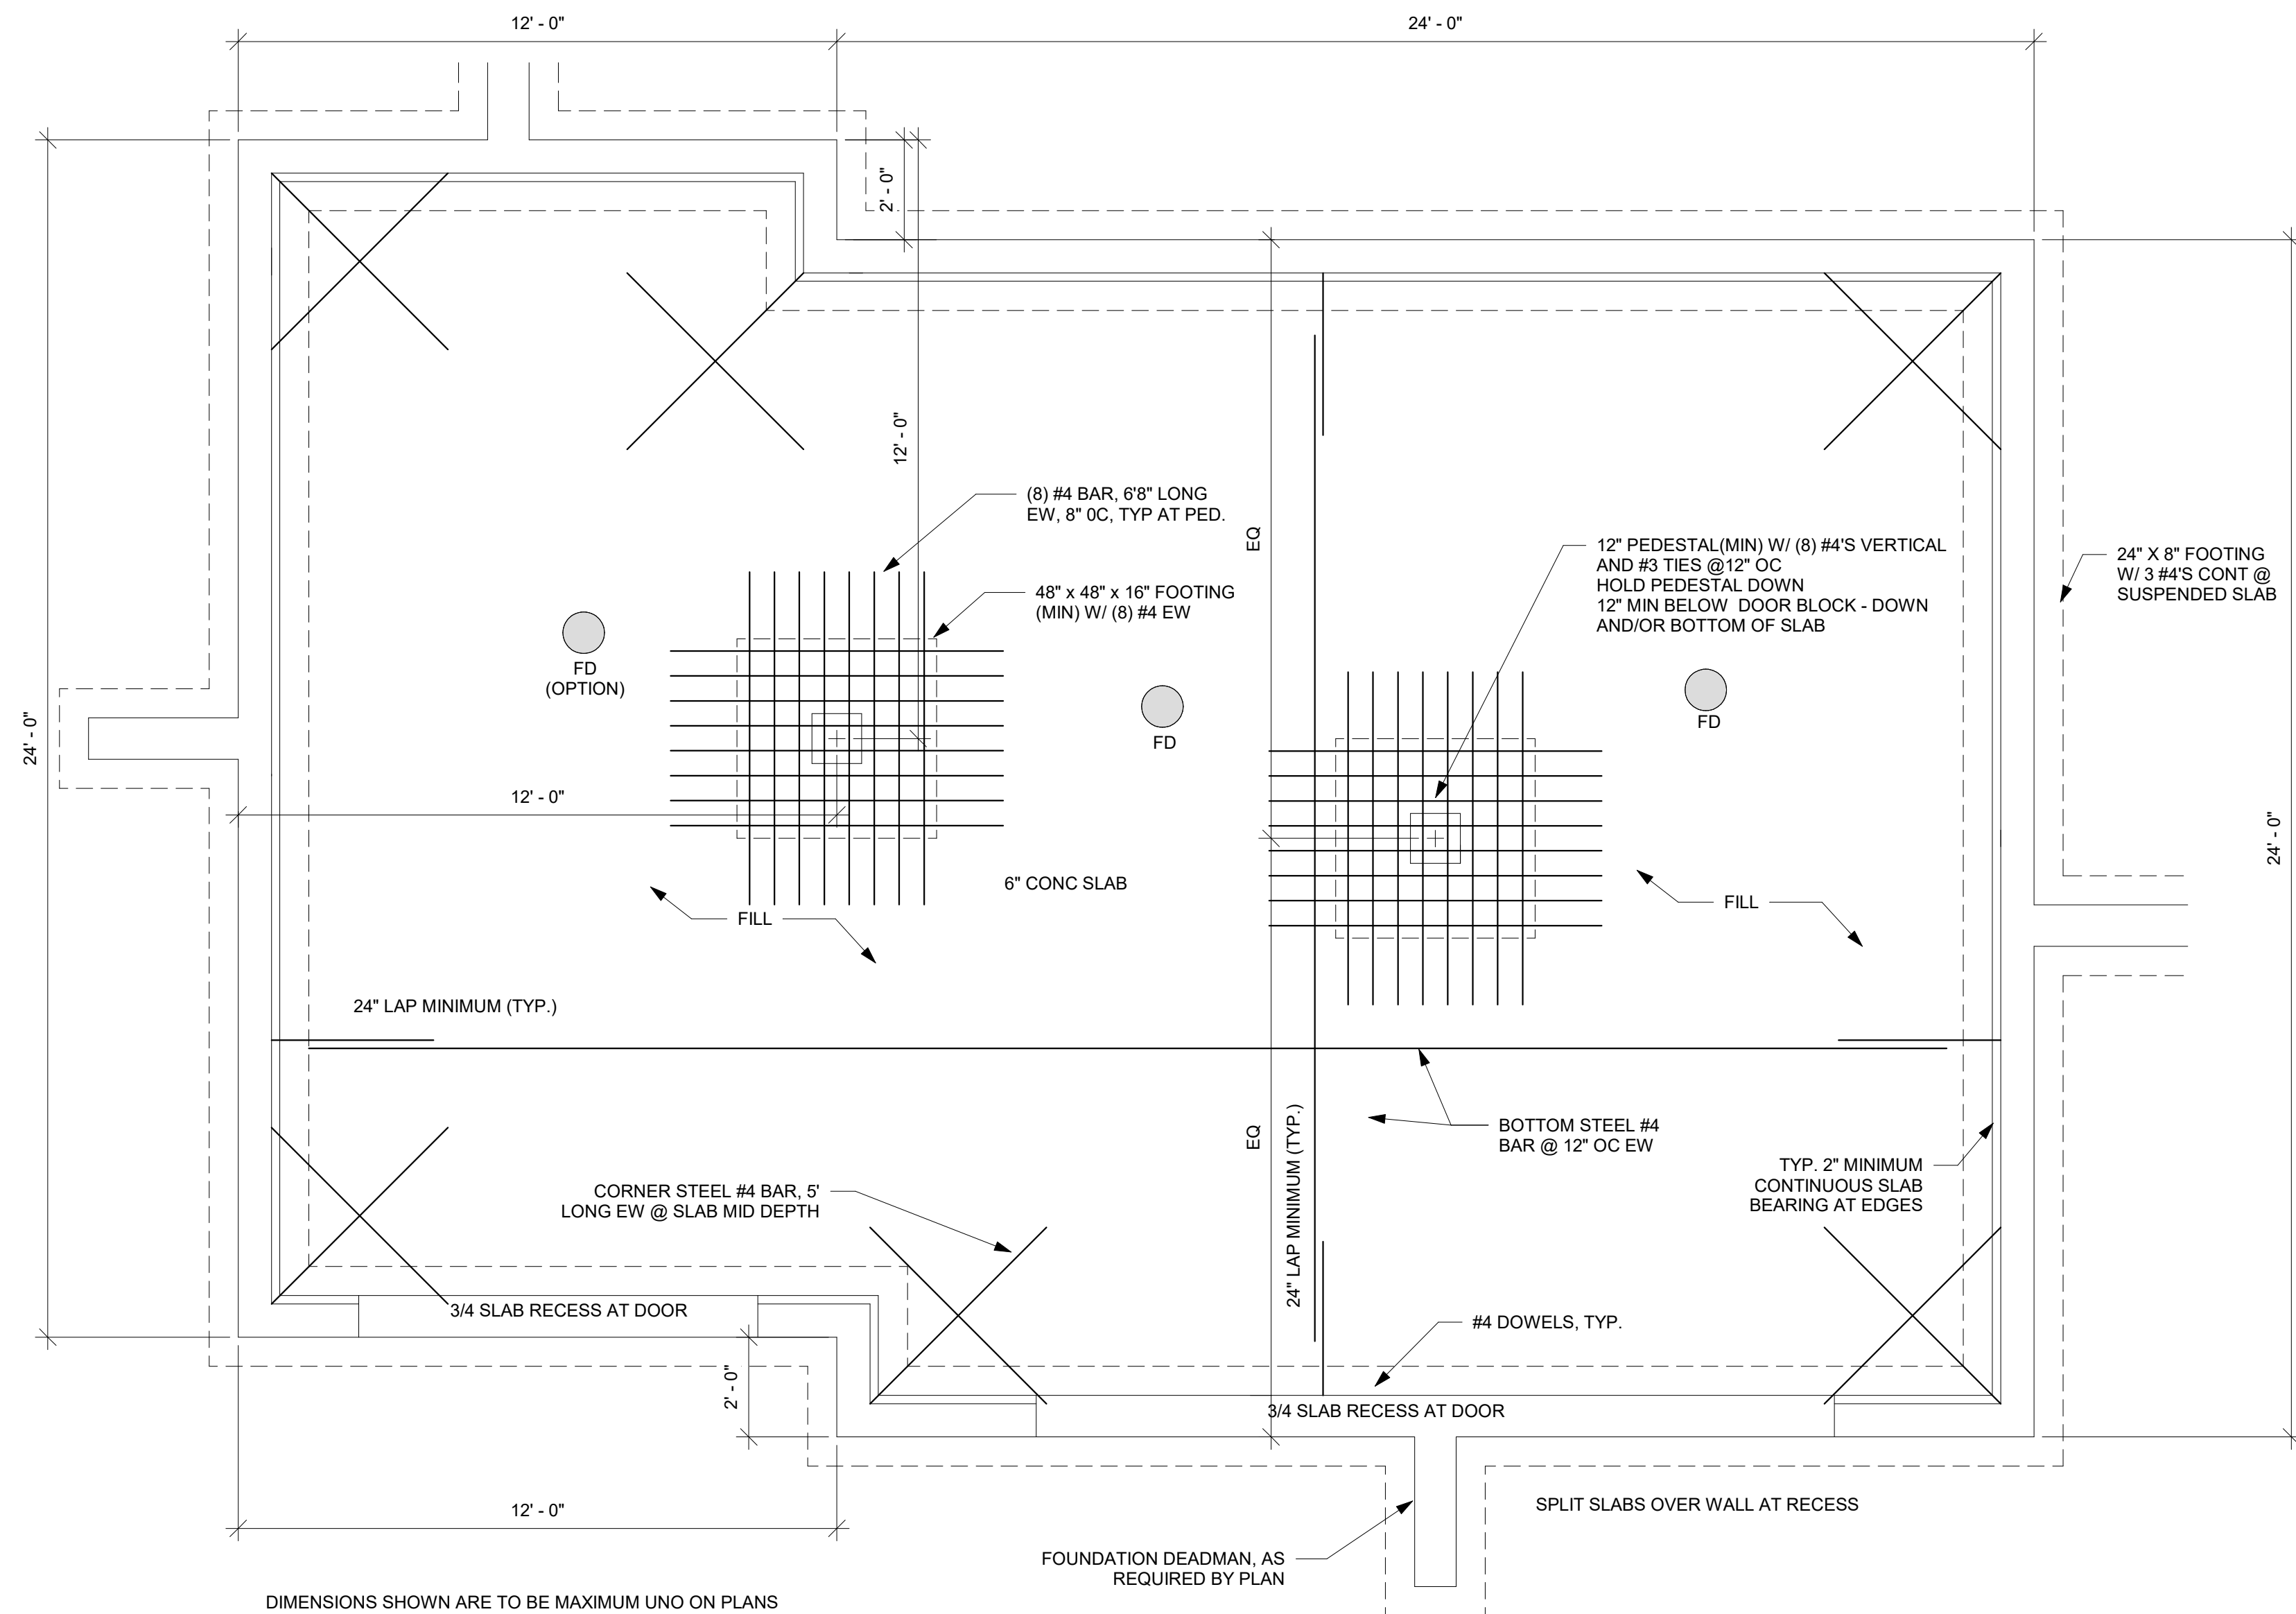 12' - 0"
24' - 0"
2' - 0"
12' - 0"
(8) #4 BAR, 6'8" LONG
EW, 8" 0C, TYP AT PED.
EQ
12" PEDESTAL(MIN) W/ (8) #4'S VERTICAL
AND #3 TIES @12" OC
HOLD PEDESTAL DOWN
12" MIN BELOW DOOR BLOCK - DOWN
AND/OR BOTTOM OF SLAB
24" X 8" FOOTING
W/ 3 #4'S CONT @
SUSPENDED SLAB
48" x 48" x 16" FOOTING
(MIN) W/ (8) #4 EW
FD
(OPTION)
FD
FD
24' - 0"
12' - 0"
24' - 0"
6" CONC SLAB
FILL
FILL
24" LAP MINIMUM (TYP.)
EQ
24" LAP MINIMUM (TYP.)
BOTTOM STEEL #4
BAR @ 12" OC EW
TYP. 2" MINIMUM
CONTINUOUS SLAB
BEARING AT EDGES
CORNER STEEL #4 BAR, 5'
LONG EW @ SLAB MID DEPTH
3/4 SLAB RECESS AT DOOR
#4 DOWELS, TYP.
2' - 0"
3/4 SLAB RECESS AT DOOR
12' - 0"
SPLIT SLABS OVER WALL AT RECESS
FOUNDATION DEADMAN, AS
REQUIRED BY PLAN
DIMENSIONS SHOWN ARE TO BE MAXIMUM UNO ON PLANS